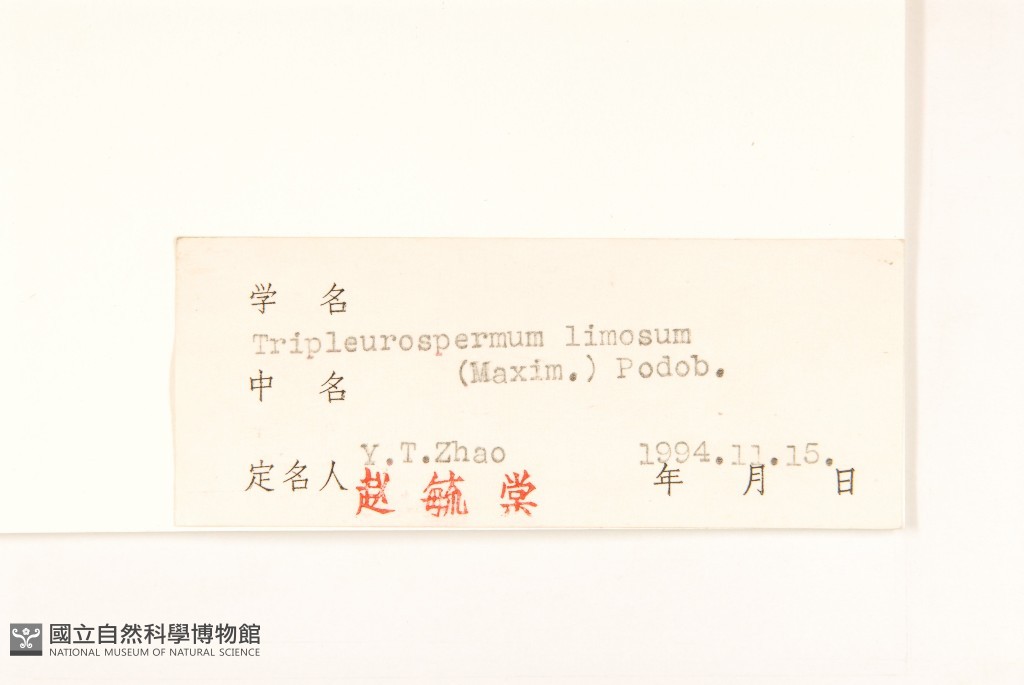 学 名
Tripleurospermum limosum
(Maxim.) Podob.
中 名
Y.T.Zhao 1994.11.15.
定名人 赵毓棠 年 月 日
國立自然科學博物館
NATIONAL MUSEUM OF NATURAL SCIENCE